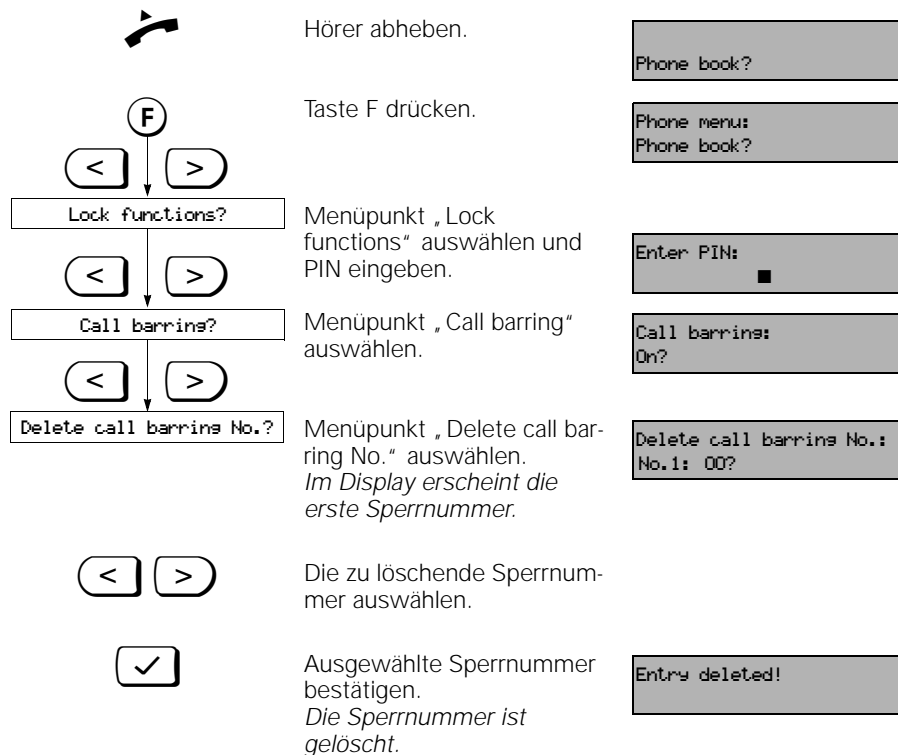 Hörer abheben.
Phone book?
F
Taste F drücken.
Phone menu:
Phone book?
< >
Lock functions?
Menüpunkt „Lock
functions“ auswählen und
PIN eingeben.
Enter PIN:
< >
Call barring?
Menüpunkt „Call barring“
auswählen.
Call barring:
On?
< >
Delete call barring No.?
Menüpunkt „Delete call bar-
ring No.“ auswählen.
Im Display erscheint die
erste Sperrnummer.
Delete call barring No.:
No.1: 00?
< >
Die zu löschende Sperrnum-
mer auswählen.
Ausgewählte Sperrnummer
bestätigen.
Die Sperrnummer ist
gelöscht.
Entry deleted!